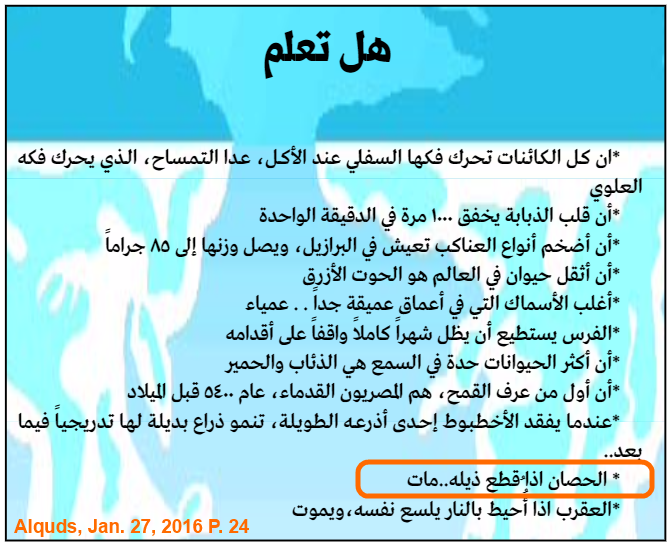 هل تعلم
*ان كل الكائنات تحرك فكها السفلي عند الأكل، عدا التمساح، الذي يحرك فكه
العلوي
*أن قلب الذبابة يخفق ١٠٠٠ مرة في الدقيقة الواحدة
*أن أضخم أنواع العناكب تعيش في البرازيل، ويصل وزنها إلى ٨٥ جراماً
*أن أثقل حيوان في العالم هو الحوت الأزرق
*أغلب الأسماك التي في أعماق عميقة جداً . . عمياء
*الفرس يستطيع أن يظل شهراً كاملاً واقفاً على أقدامه
*أن أكثر الحيوانات حدة في السمع هي الذئاب والحمير
*أن أول من عرف القمح، هم المصريون القدماء، عام ٥٤٠٠ قبل الميلاد
*عندما يفقد الأخطبوط إحدى أذرعه الطويلة، تنمو ذراع بديلة لها تدريجياً فيما
بعد..
* الحصان اذا ُقطع ذيله..مات
*العقرب اذا أُحيط بالنار يلسع نفسه،ويموت
Alquds, Jan. 27, 2016 P. 24